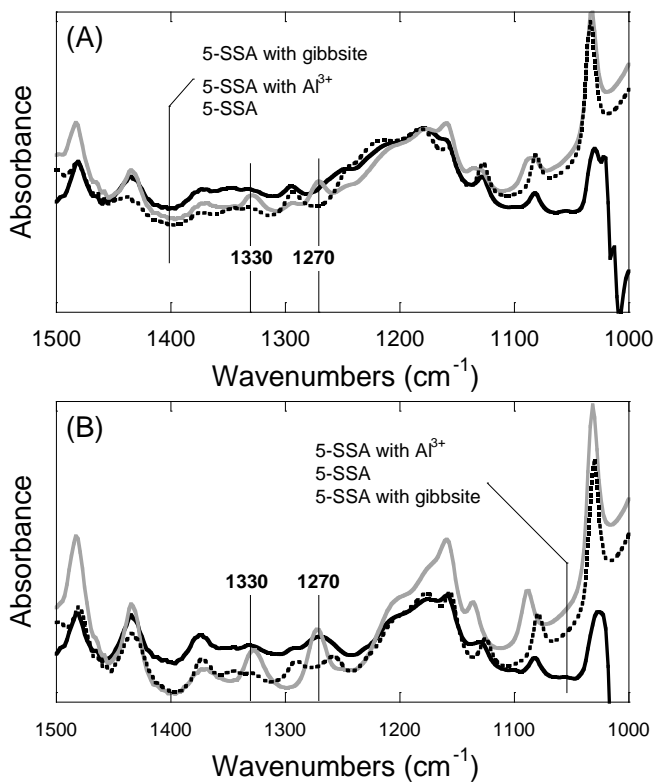 (A)
5-SSA with gibbsite
5-SSA with Al³⁺
5-SSA
1330 1270
Absorbance
1500 1400 1300 1200 1100 1000
Wavenumbers (cm⁻¹)
(B)
5-SSA with Al³⁺
5-SSA
5-SSA with gibbsite
1330 1270
Absorbance
1500 1400 1300 1200 1100 1000
Wavenumbers (cm⁻¹)